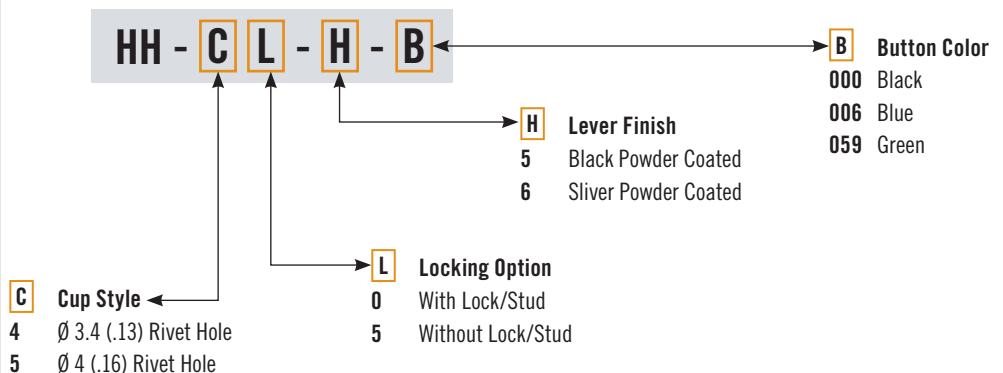 HH - C L - H - B
B Button Color
000 Black
006 Blue
059 Green
H Lever Finish
5 Black Powder Coated
6 Sliver Powder Coated
L Locking Option
0 With Lock/Stud
5 Without Lock/Stud
C Cup Style
4 Ø 3.4 (.13) Rivet Hole
5 Ø 4 (.16) Rivet Hole